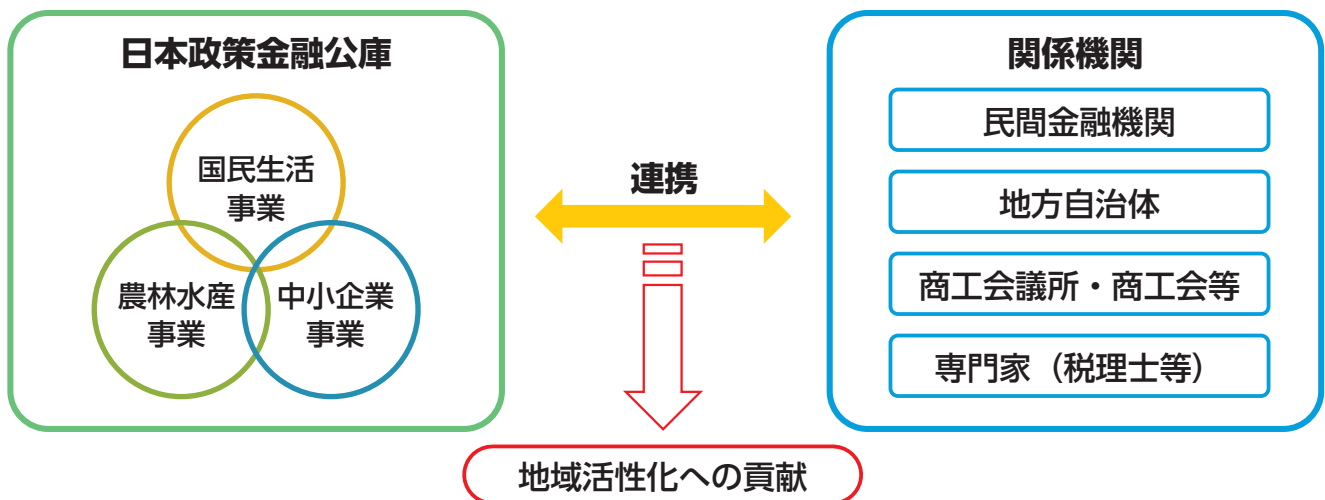 日本政策金融公庫
国民生活
事業
農林水産
事業
中小企業
事業
連携
関係機関
民間金融機関
地方自治体
商工会議所・商工会等
専門家（税理士等）
地域活性化への貢献